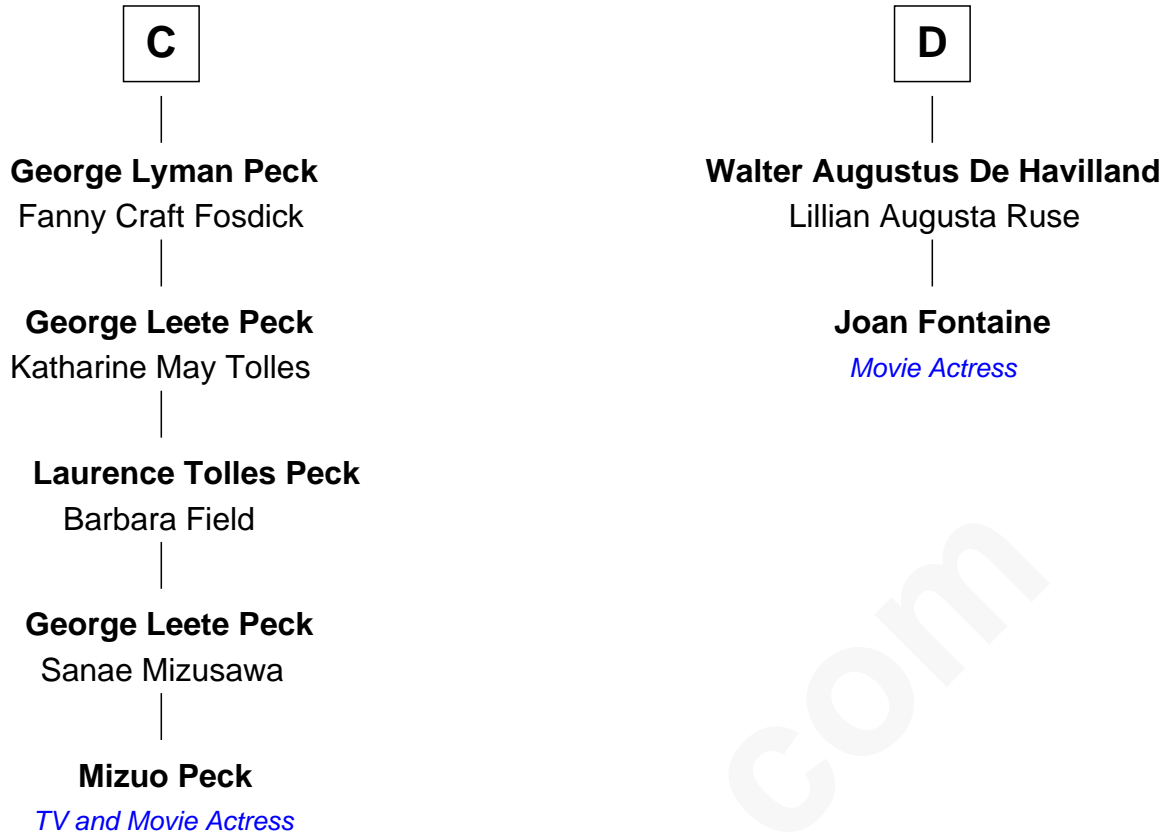 C
George Lyman Peck
Fanny Craft Fosdick
George Leete Peck
Katharine May Tolles
Laurence Tolles Peck
Barbara Field
George Leete Peck
Sanae Mizusawa
Mizuo Peck
TV and Movie Actress
D
Walter Augustus De Havilland
Lillian Augusta Ruse
Joan Fontaine
Movie Actress
com